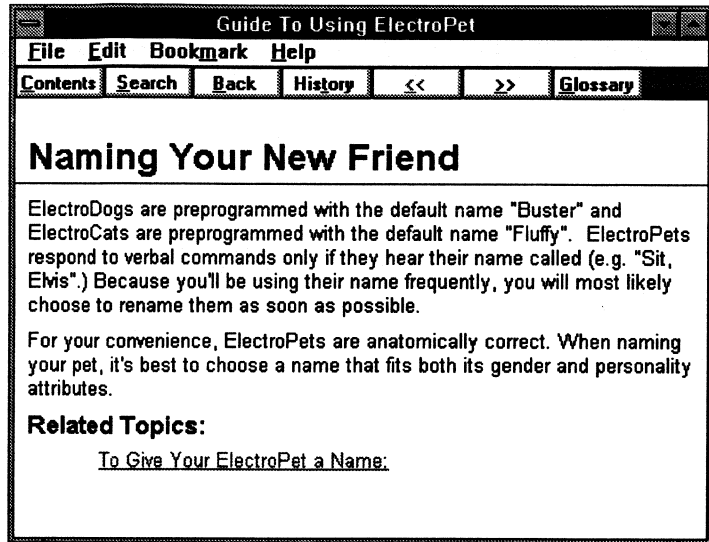 Guide To Using ElectroPet
File Edit Bookmark Help
Contents Search Back History << >> Glossary
Naming Your New Friend
ElectroDogs are preprogrammed with the default name "Buster" and
ElectroCats are preprogrammed with the default name "Fluffy".  ElectroPets
respond to verbal commands only if they hear their name called (e.g. "Sit,
Elvis".) Because you'll be using their name frequently, you will most likely
choose to rename them as soon as possible.
For your convenience, ElectroPets are anatomically correct. When naming
your pet, it's best to choose a name that fits both its gender and personality
attributes.
Related Topics:
To Give Your ElectroPet a Name: